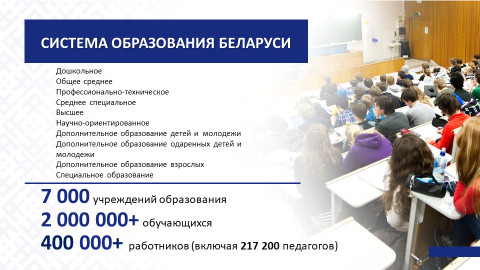 СИСТЕМА ОБРАЗОВАНИЯ БЕЛАРУСИ
Дошкольное
Общее среднее
Профессионально-техническое
Среднее специальное
Высшее
Научно-ориентированное
Дополнительное образование детей и молодежи
Дополнительное образование одаренных детей и
молодежи
Дополнительное образование взрослых
Специальное образование
7 000 учреждений образования
2 000 000+ обучающихся
400 000+ работников (включая 217 200 педагогов)